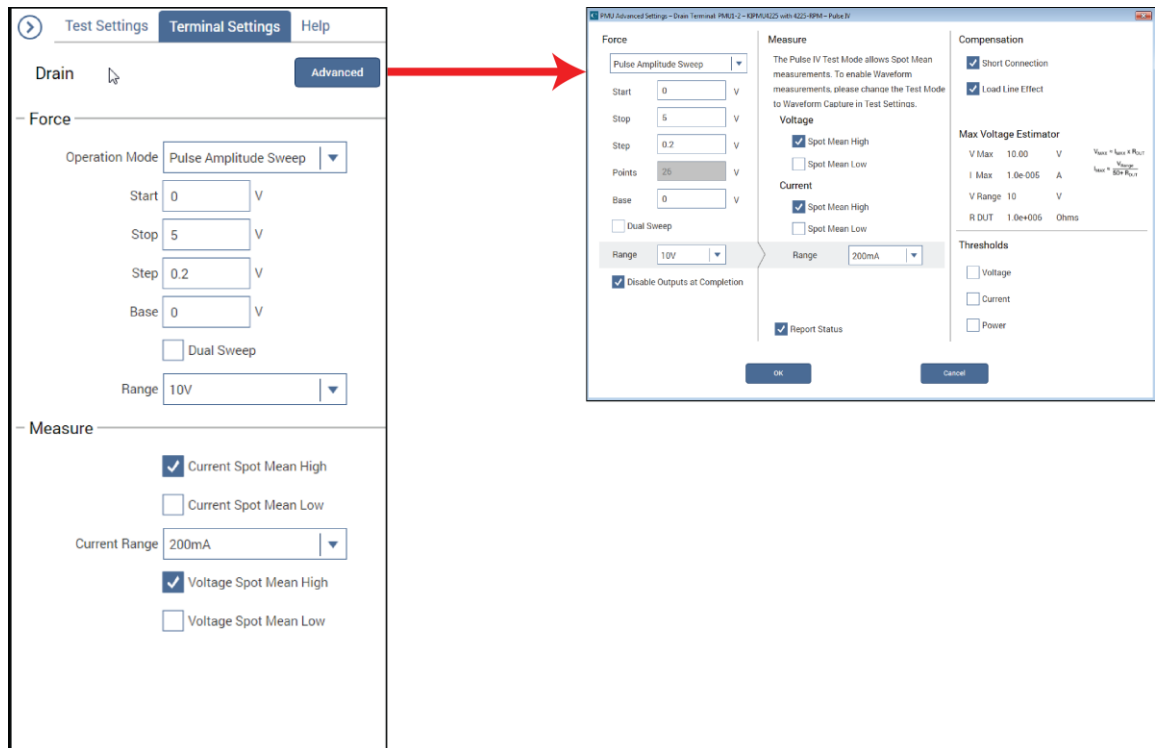 Test Settings Terminal Settings Help
Drain Advanced
Force
Operation Mode Pulse Amplitude Sweep
Start 0 V
Stop 5 V
Step 0.2 V
Base 0 V
Dual Sweep
Range 10V
Measure
Current Spot Mean High
Current Spot Mean Low
Current Range 200mA
Voltage Spot Mean High
Voltage Spot Mean Low
PMU Advanced Settings – Drain Terminal: PMU1-2 – KIPMU4225 with 4225-RPM – Pulse IV
Force
Pulse Amplitude Sweep
Start 0 V
Stop 5 V
Step 0.2 V
Points 26 V
Base 0 V
Dual Sweep
Range 10V
Disable Outputs at Completion
Measure
The Pulse IV Test Mode allows Spot Mean
measurements. To enable Waveform
measurements, please change the Test Mode
to Waveform Capture in Test Settings.
Voltage
Spot Mean High
Spot Mean Low
Current
Spot Mean High
Spot Mean Low
Range 200mA
Report Status
Compensation
Short Connection
Load Line Effect
Max Voltage Estimator
V Max 10.00 V
I Max 1.0e-005 A
V Range 10 V
R DUT 1.0e+006 Ohms
VMAX = IMAX x RDUT
IMAX = VRange / 50+ RDUT
Thresholds
Voltage
Current
Power
OK Cancel